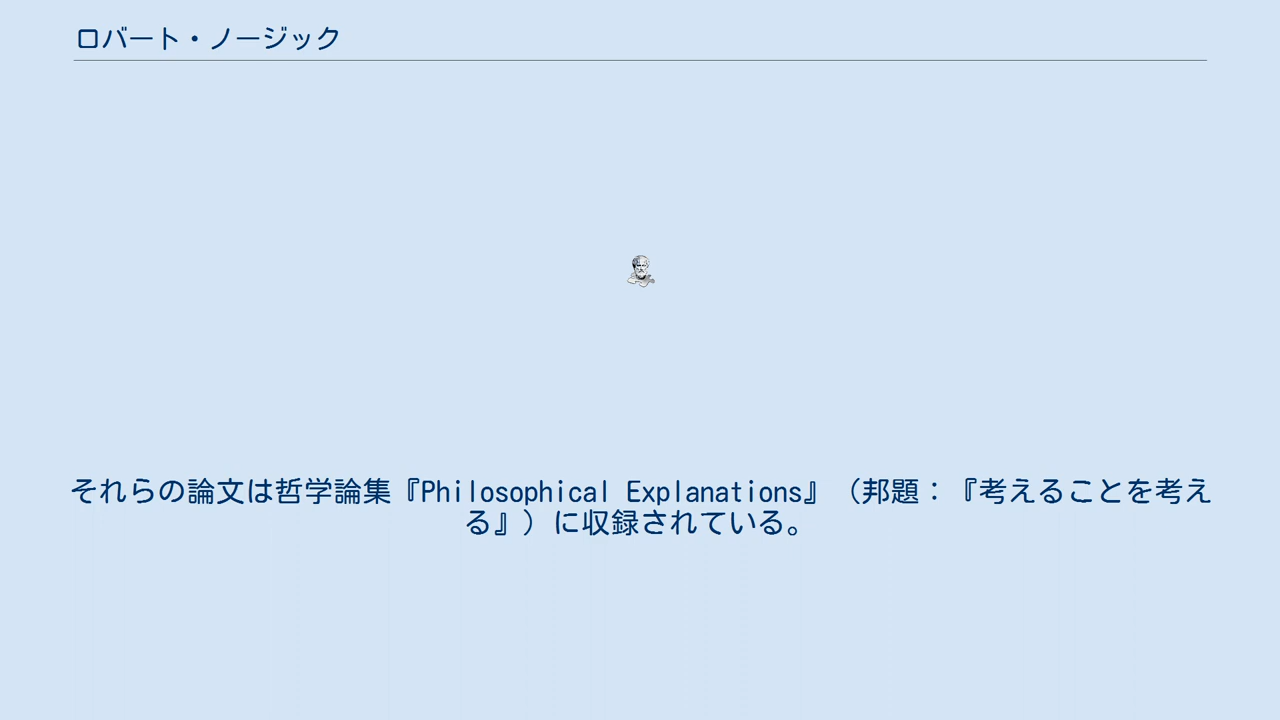 ロバート・ノージック
それらの論文は哲学論集『Philosophical Explanations』（邦題：『考えることを考え
る』）に収録されている。